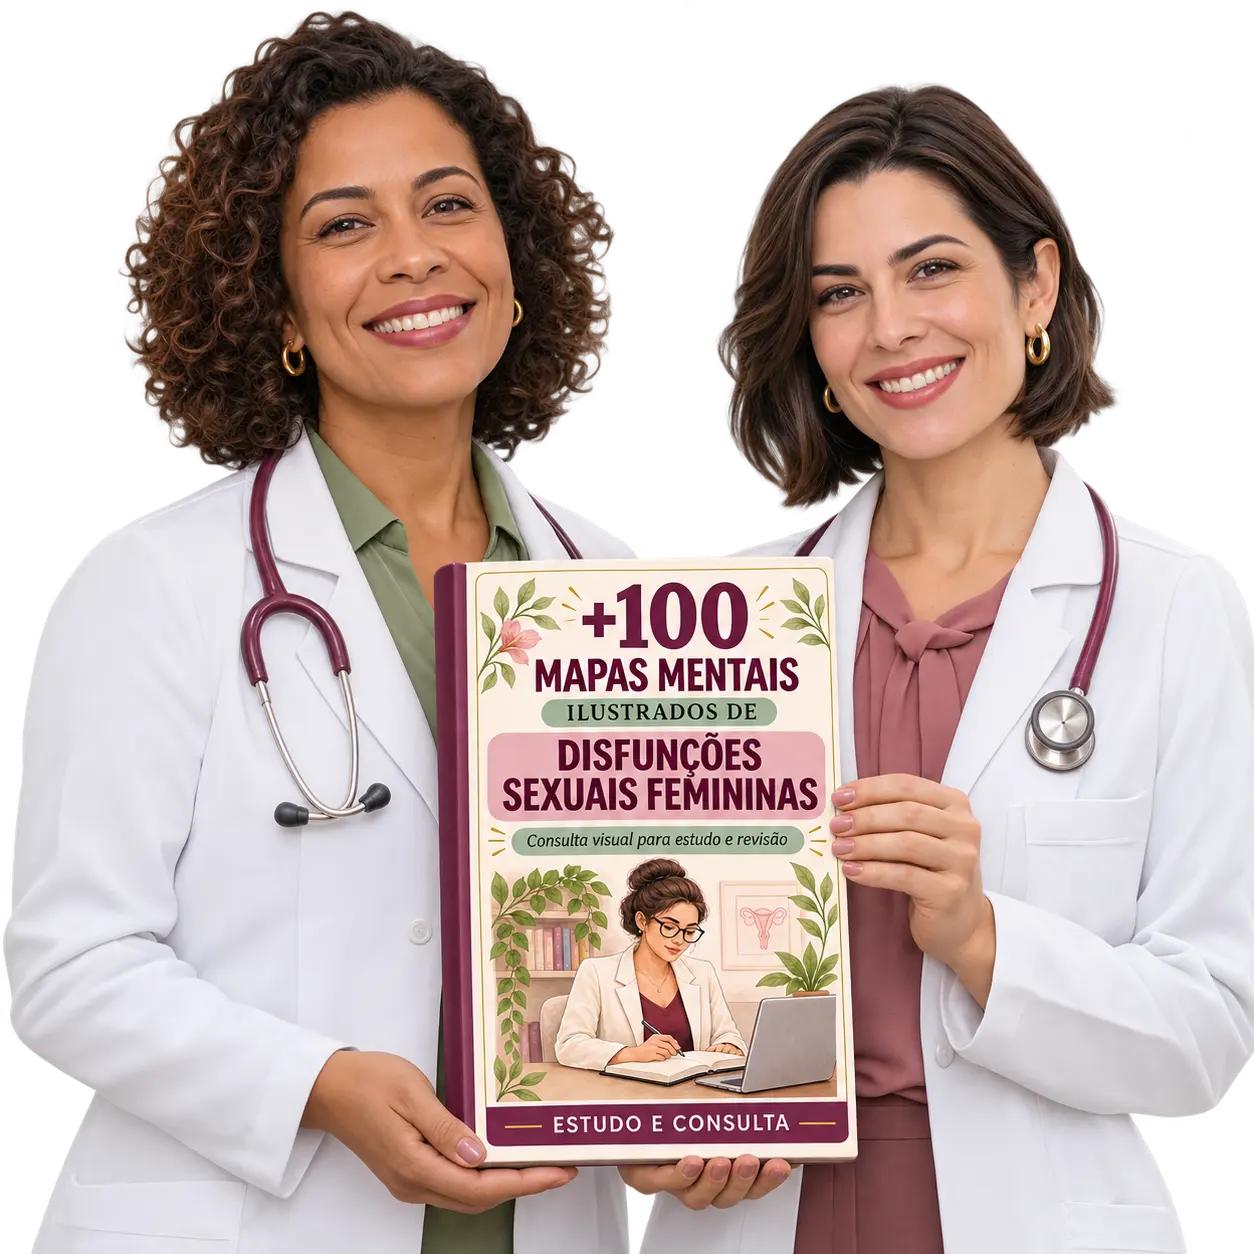 +100
MAPAS MENTAIS
ILUSTRADOS DE
DISFUNÇÕES
SEXUAIS FEMININAS
Consulta visual para estudo e revisão
ESTUDO E CONSULTA